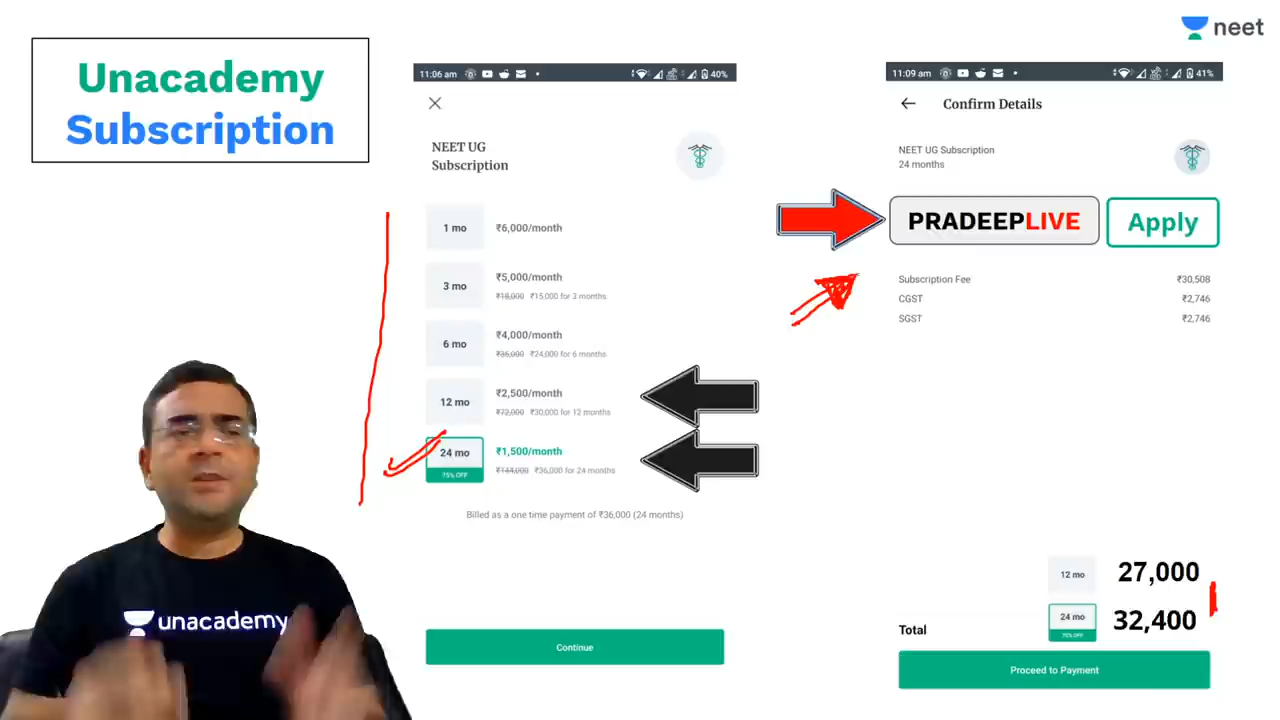 Unacademy
Subscription
neet
11:06 am
40%
NEET UG
Subscription
1 mo
₹6,000/month
3 mo
₹5,000/month
₹18,000 ₹15,000 for 3 months
6 mo
₹4,000/month
₹36,000 ₹24,000 for 6 months
12 mo
₹2,500/month
₹72,000 ₹30,000 for 12 months
24 mo
75% OFF
₹1,500/month
₹144,000 ₹36,000 for 24 months
Billed as a one time payment of ₹36,000 (24 months)
Continue
11:09 am
41%
Confirm Details
NEET UG Subscription
24 months
PRADEEPLIVE
Apply
Subscription Fee ₹30,508
CGST ₹2,746
SGST ₹2,746
12 mo 27,000
24 mo 32,400
75% OFF
Total
Proceed to Payment
unacademy